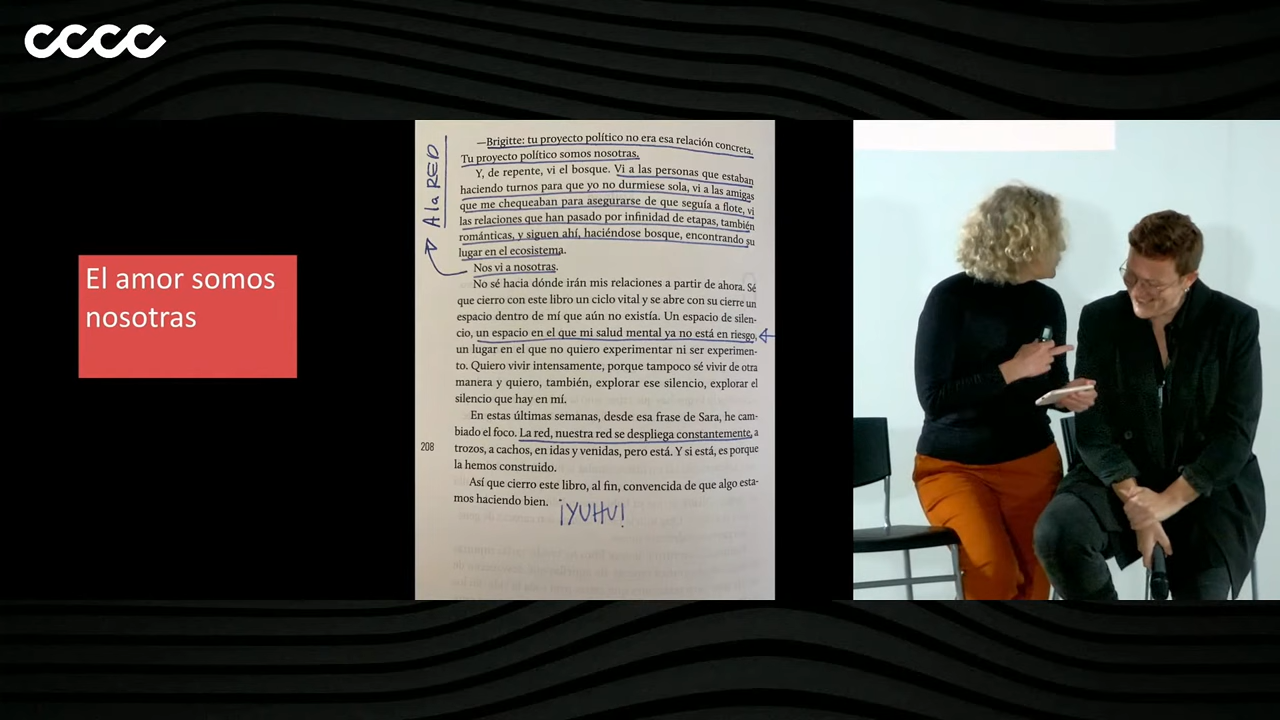 cccc
El amor somos
nosotras
A la RED
—Brigitte: tu proyecto político no era esa relación concreta.
Tu proyecto político somos nosotras.
Y, de repente, vi el bosque. Vi a las personas que estaban
haciendo turnos para que yo no durmiese sola, vi a las amigas
que me chequeaban para asegurarse de que seguía a flote, vi
las relaciones que han pasado por infinidad de etapas, también
románticas, y siguen ahí, haciéndose bosque, encontrando su
lugar en el ecosistema.
Nos vi a nosotras.
No sé hacia dónde irán mis relaciones a partir de ahora. Sé
que cierro con este libro un ciclo vital y se abre con su cierre un
espacio dentro de mí que aún no existía. Un espacio de silen-
cio, un espacio en el que mi salud mental ya no está en riesgo,
un lugar en el que no quiero experimentar ni ser experimen-
to. Quiero vivir intensamente, porque tampoco sé vivir de otra
manera y quiero, también, explorar ese silencio, explorar el
silencio que hay en mí.
En estas últimas semanas, desde esa frase de Sara, he cam-
biado el foco. La red, nuestra red se despliega constantemente, a
trozos, a cachos, en idas y venidas, pero está. Y si está, es porque
la hemos construido.
Así que cierro este libro, al fin, convencida de que algo esta-
mos haciendo bien.
¡YUHU!
208